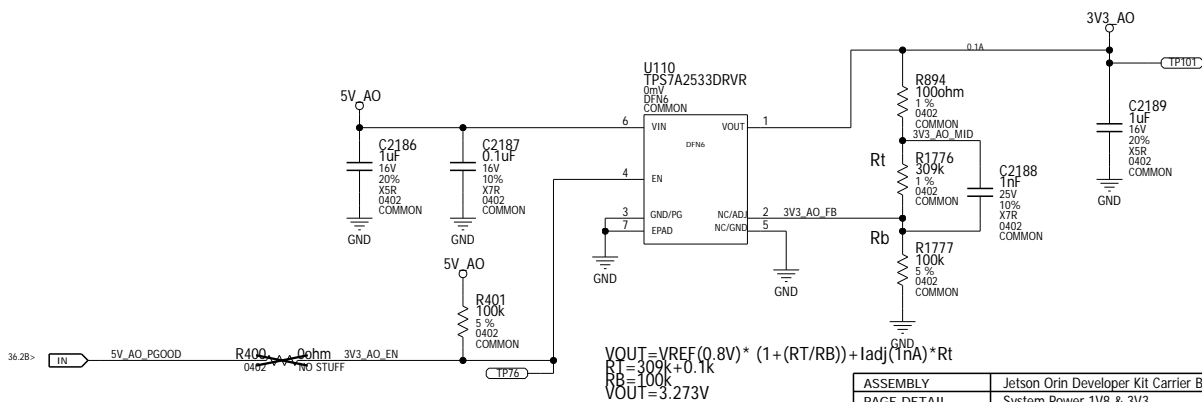 3V3_AO
0.1A
TP101
U110
TPS7A2533DRVR
0mV
DFN6
COMMON
R894
100ohm
1 %
0402
COMMON
5V_AO
C2189
1uF
16V
20%
X5R
0402
COMMON
GND
6
VIN
VOUT
1
DFN6
3V3_AO_MID
C2186
1uF
16V
20%
X5R
0402
COMMON
GND
C2187
0.1uF
16V
10%
X7R
0402
COMMON
GND
Rt
R1776
309k
1 %
0402
COMMON
C2188
1nF
25V
10%
X7R
0402
COMMON
4
EN
3
GND/PG
NC/ADJ
2
3V3_AO_FB
7
EPAD
NC/GND
5
GND
GND
Rb
R1777
100k
5 %
0402
COMMON
GND
5V_AO
R401
100k
5 %
0402
COMMON
36.2B>
IN
5V_AO_PGOOD
R400
0ohm
0402
NO STUFF
3V3_AO_EN
TP76
VOUT=VREF(0.8V)* (1+(RT/RB))+Iadj(1nA)*Rt
RT=309k+0.1k
RB=100k
VOUT=3.273V
ASSEMBLY
Jetson Orin Developer Kit Carrier B
PAGE DETAIL
System Power 1V8 & 3V3